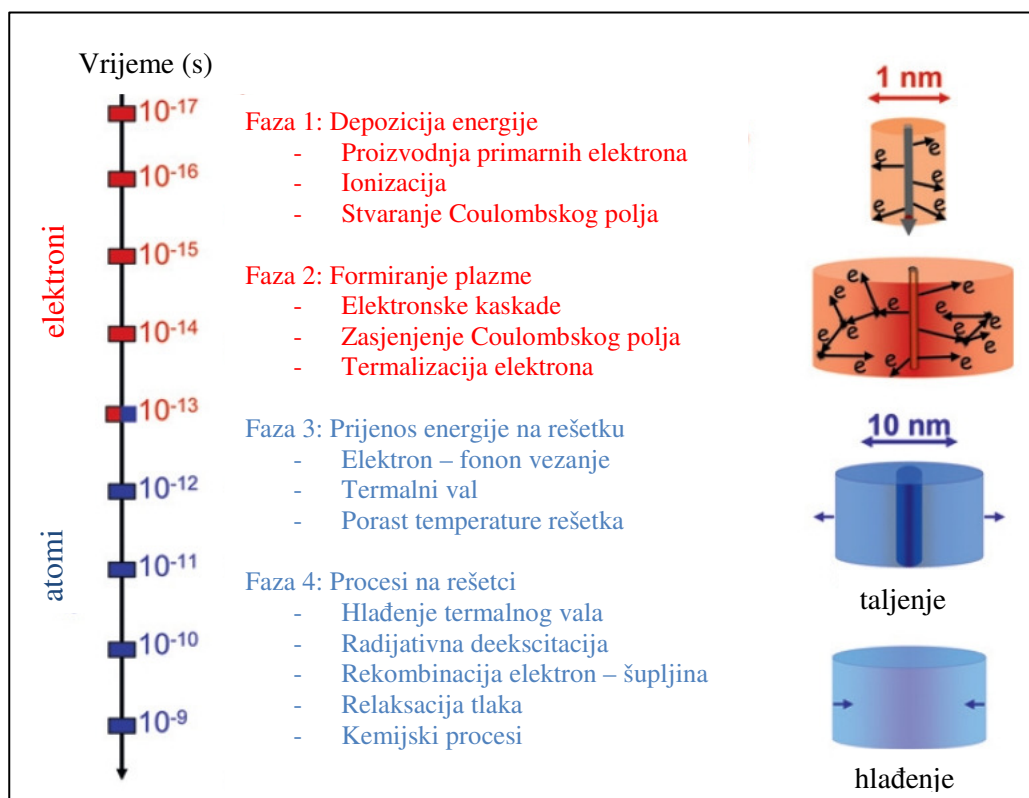 Vrijeme (s)
10-17
10-16
10-15
10-14
10-13
10-12
10-11
10-10
10-9
elektroni
atomi
Faza 1: Depozicija energije
- Proizvodnja primarnih elektrona
- Ionizacija
- Stvaranje Coulombskog polja
Faza 2: Formiranje plazme
- Elektronske kaskade
- Zasjenjenje Coulombskog polja
- Termalizacija elektrona
Faza 3: Prijenos energije na rešetku
- Elektron – fonon vezanje
- Termalni val
- Porast temperature rešetka
Faza 4: Procesi na rešetci
- Hlađenje termalnog vala
- Radijativna deekscitacija
- Rekombinacija elektron – šupljina
- Relaksacija tlaka
- Kemijski procesi
1 nm
e e
e
e e
e e
e e
e e
e e
e e
e e
10 nm
taljenje
hlađenje